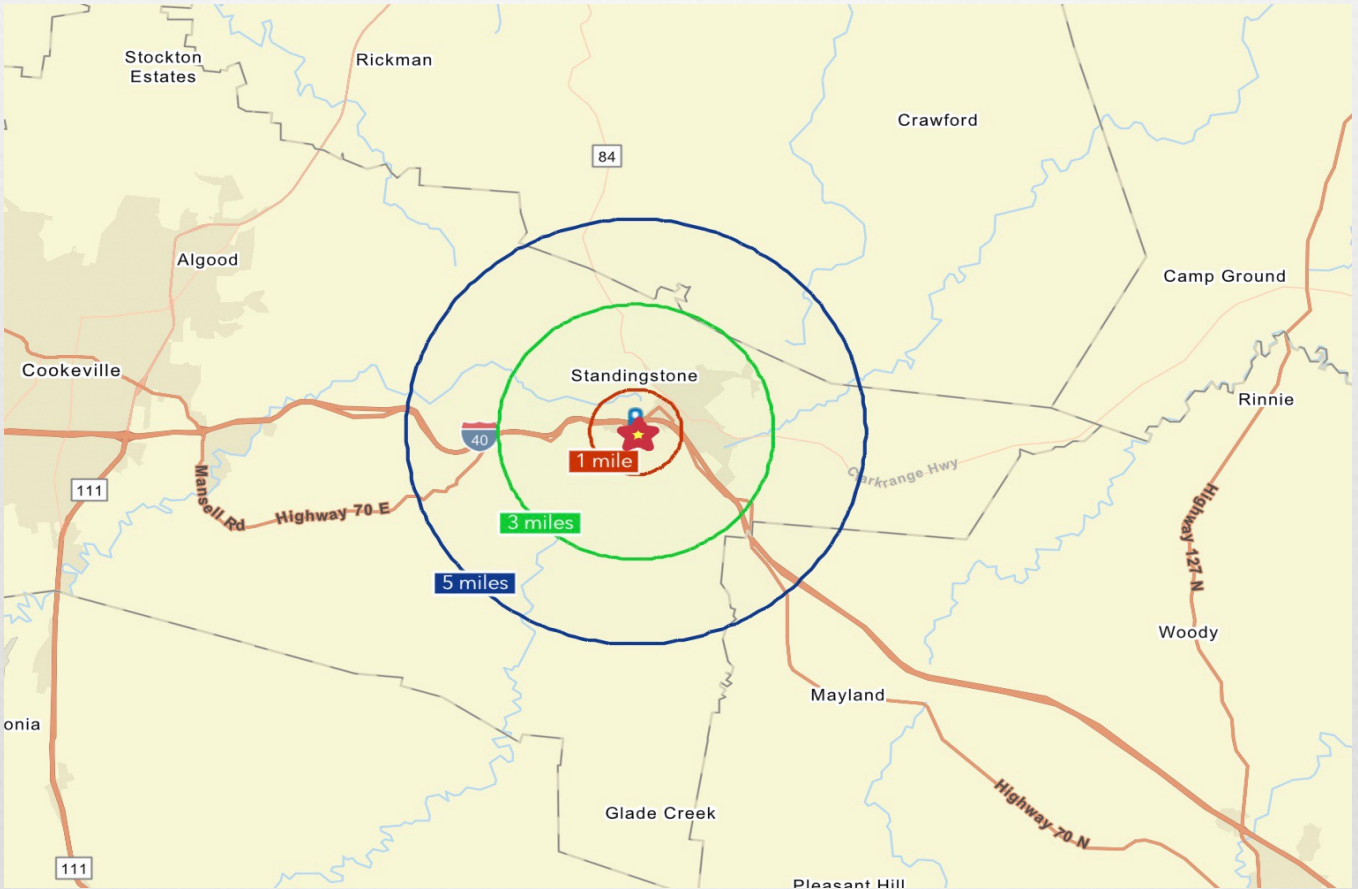 Stockton
Estates
Rickman
Crawford
84
Algood
Camp Ground
Cookeville
Standingstone
Rinnie
40
1 mile
Clarkrange Hwy
111
Mansell Rd
Highway 70 E
3 miles
Highway 127 N
5 miles
Woody
Mayland
onia
Glade Creek
Highway 70 N
111
Pleasant Hill